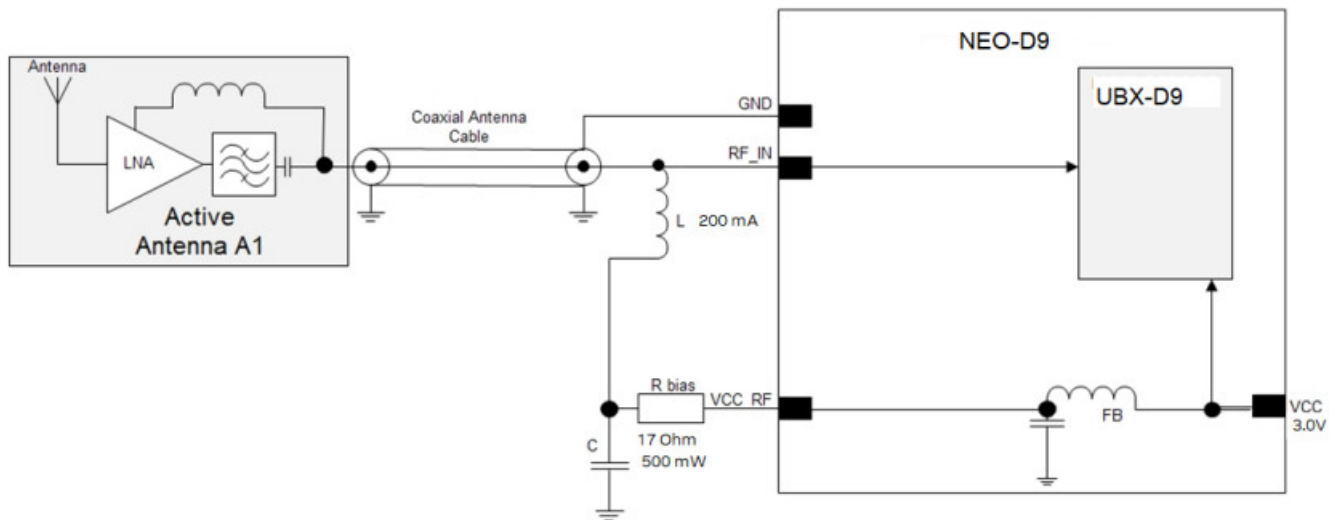 NEO-D9
Antenna
UBX-D9
GND
Coaxial Antenna
Cable
LNA
RF_IN
Active
Antenna A1
L 200 mA
R bias
VCC_RF
FB
VCC
3.0V
C
17 Ohm
500 mW